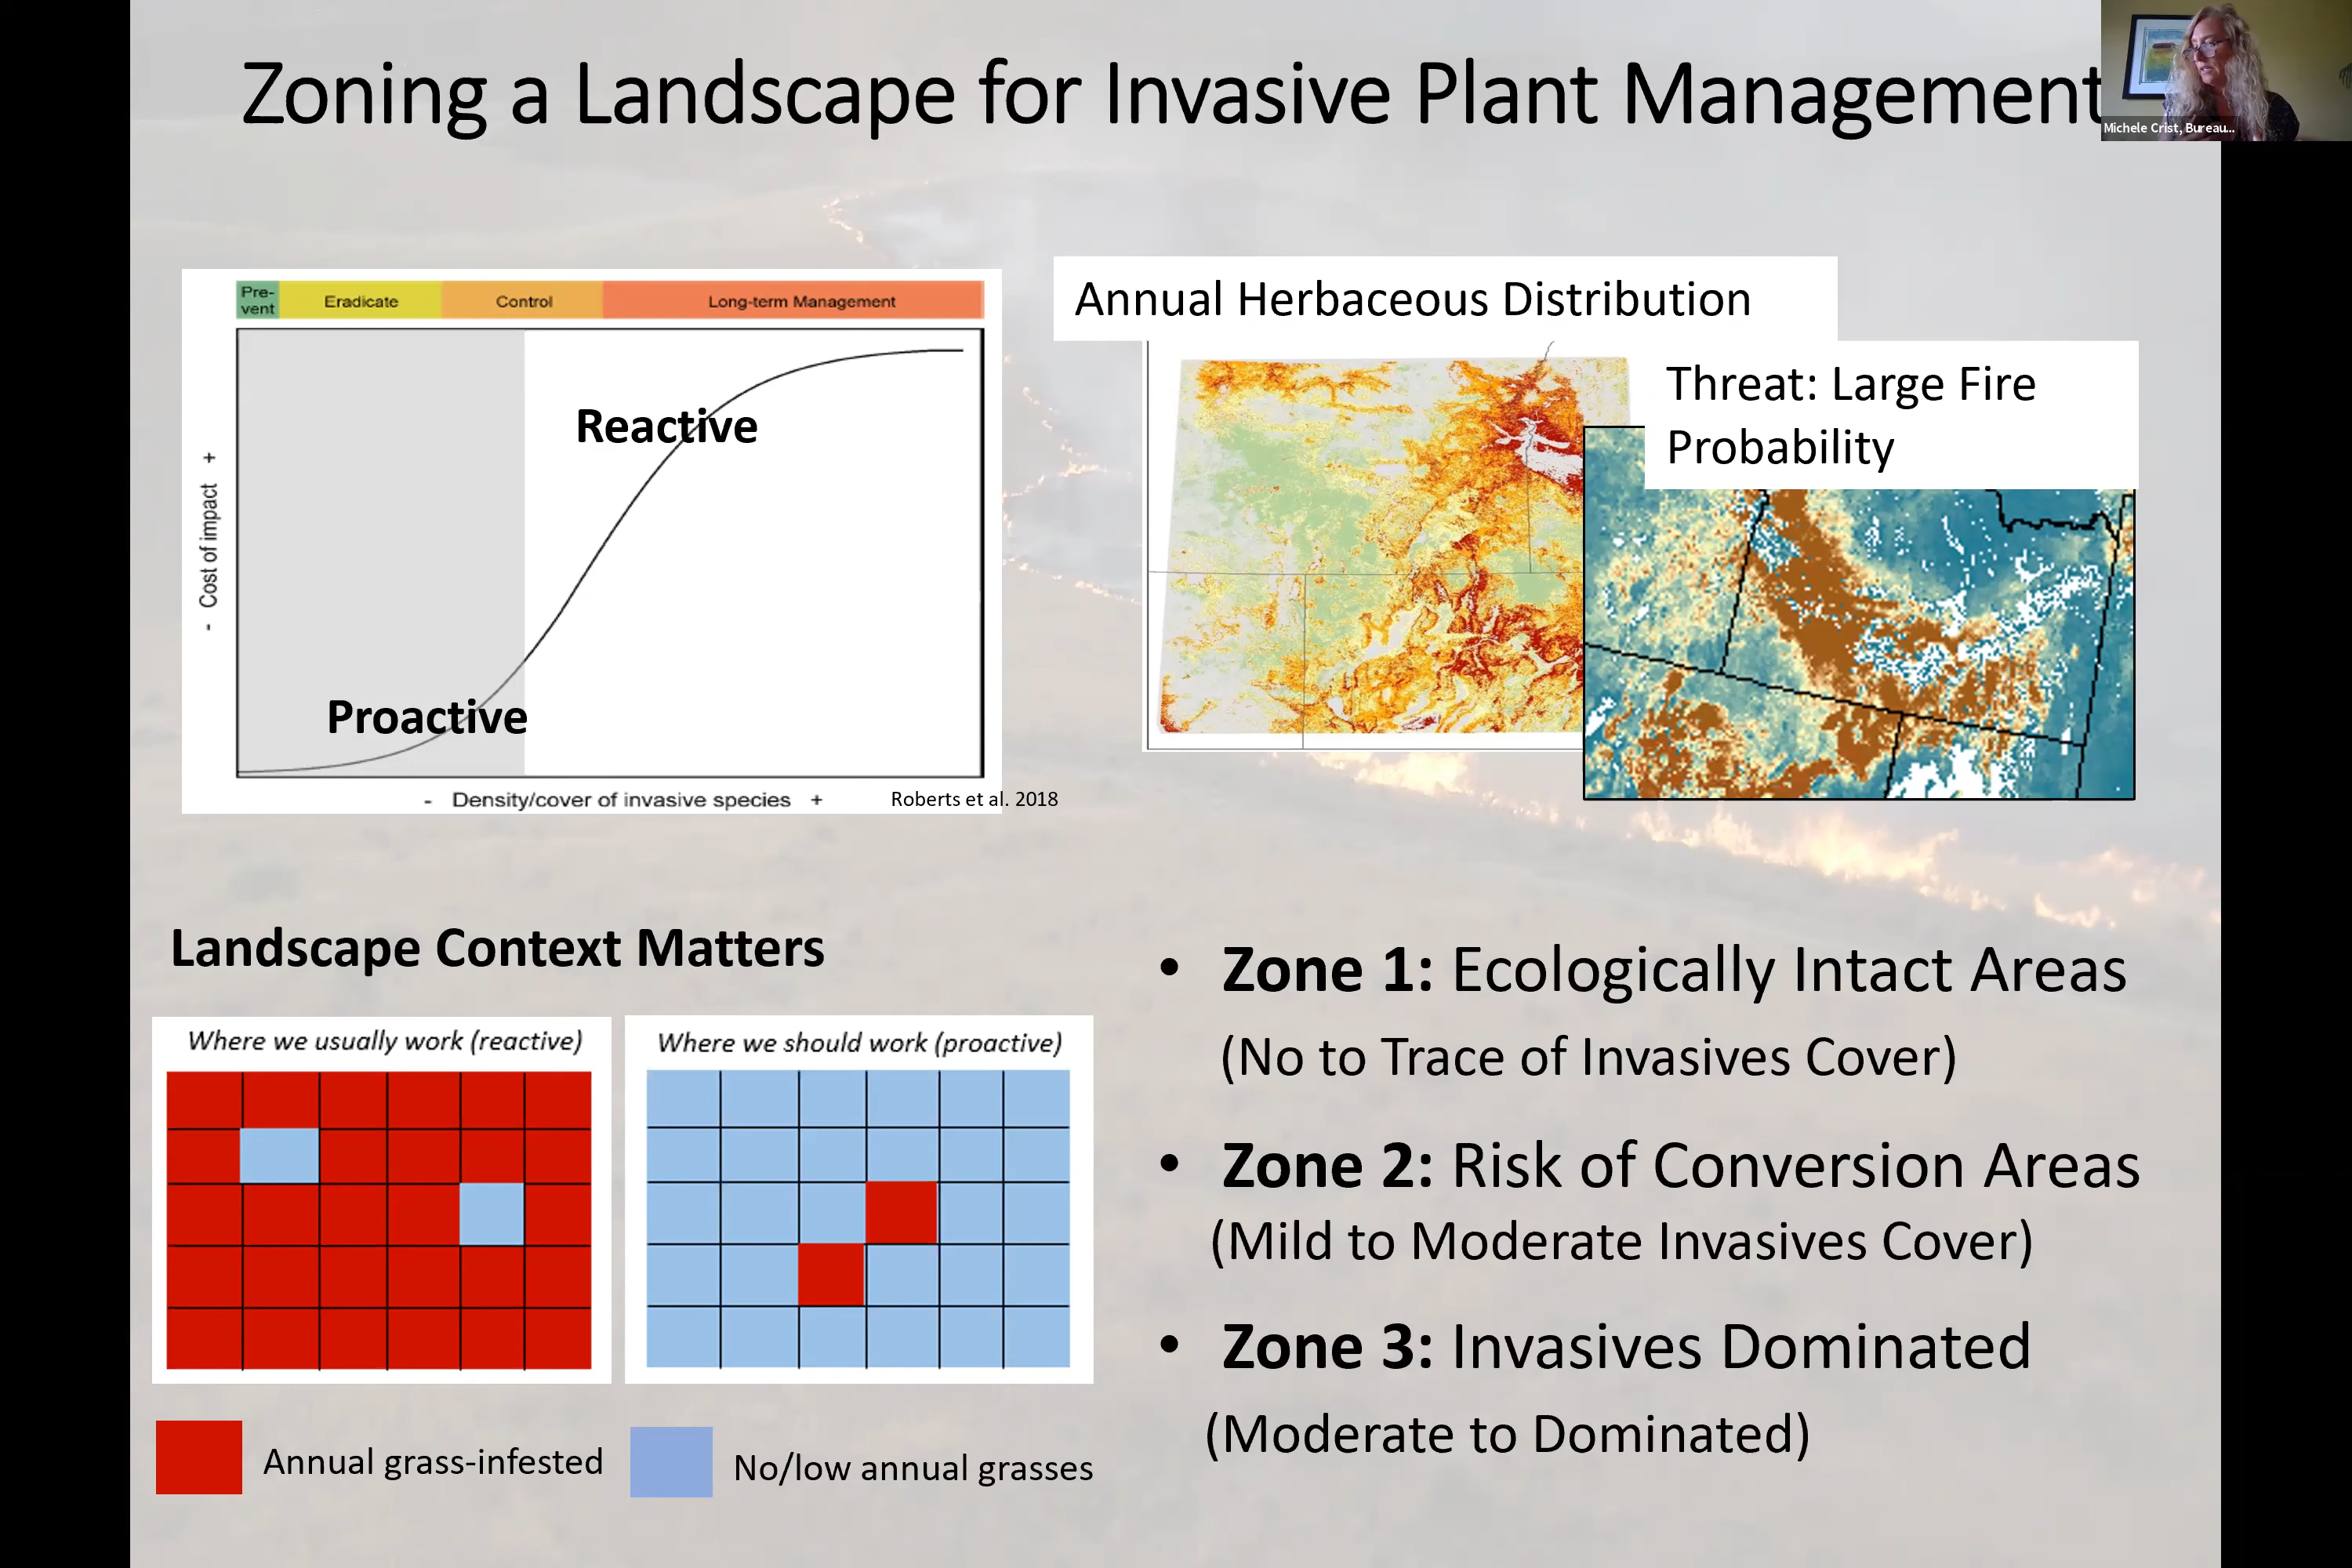 Zoning a Landscape for Invasive Plant Management
Michele Crist, Bureau...
Pre-
vent
Eradicate
Control
Long-term Management
Reactive
Proactive
- Cost of impact +
- Density/cover of invasive species +
Roberts et al. 2018
Annual Herbaceous Distribution
Threat: Large Fire
Probability
Landscape Context Matters
Where we usually work (reactive)
Where we should work (proactive)
Annual grass-infested
No/low annual grasses
• Zone 1: Ecologically Intact Areas
(No to Trace of Invasives Cover)
• Zone 2: Risk of Conversion Areas
(Mild to Moderate Invasives Cover)
• Zone 3: Invasives Dominated
(Moderate to Dominated)